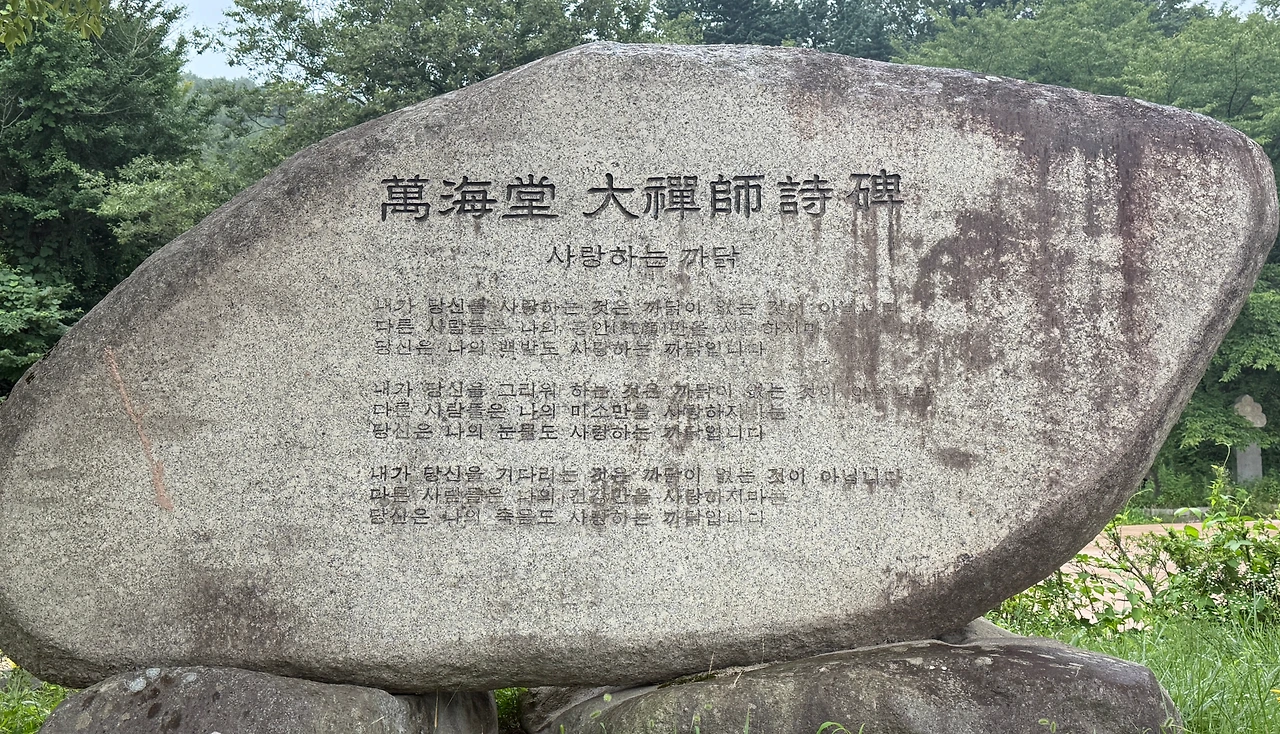 萬海堂 大禪師詩碑
사랑하는 까닭
내가 당신을 사랑하는 것은 까닭이 없는 것이 아닙니다
다른 사람들은 나의 홍안(紅顔)만을 사랑하지마는
당신은 나의 백발도 사랑하는 까닭입니다
내가 당신을 그리워 하는 것은 까닭이 없는 것이 아닙니다
다른 사람들은 나의 미소만을 사랑하지마는
당신은 나의 눈물도 사랑하는 까닭입니다
내가 당신을 기다리는 것은 까닭이 없는 것이 아닙니다
다른 사람들은 나의 건강만을 사랑하지마는
당신은 나의 죽음도 사랑하는 까닭입니다